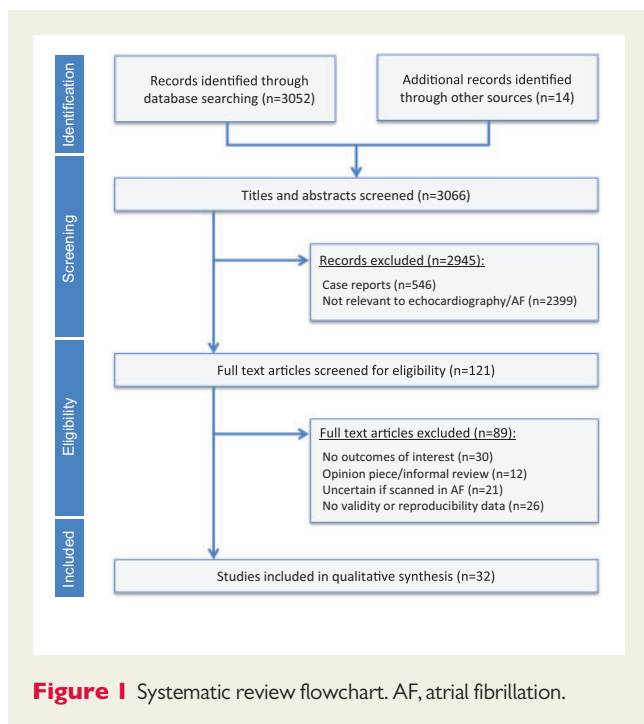 Identification
Records identified through
database searching (n=3052)
Additional records identified
through other sources (n=14)
Screening
Titles and abstracts screened (n=3066)
Records excluded (n=2945):
Case reports (n=546)
Not relevant to echocardiography/AF (n=2399)
Eligibility
Full text articles screened for eligibility (n=121)
Full text articles excluded (n=89):
No outcomes of interest (n=30)
Opinion piece/informal review (n=12)
Uncertain if scanned in AF (n=21)
No validity or reproducibility data (n=26)
Included
Studies included in qualitative synthesis (n=32)
Figure 1 Systematic review flowchart. AF, atrial fibrillation.